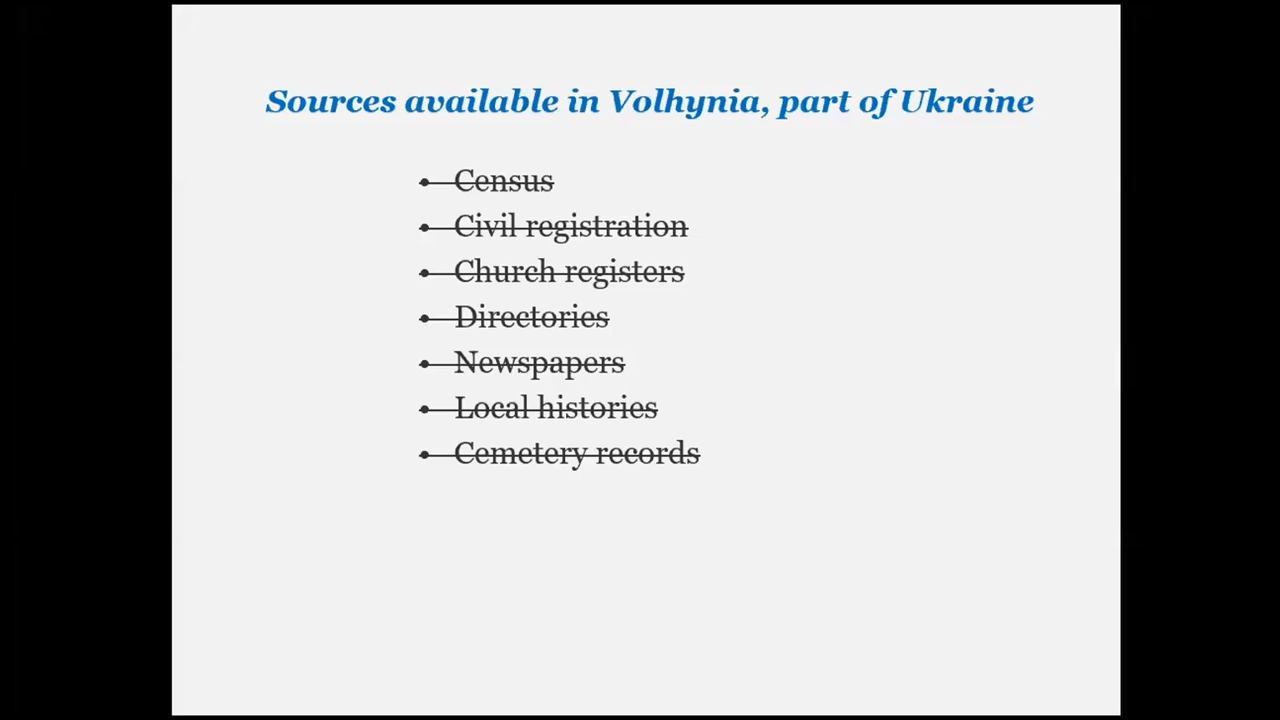 Sources available in Volhynia, part of Ukraine
• Census
• Civil registration
• Church registers
• Directories
• Newspapers
• Local histories
• Cemetery records